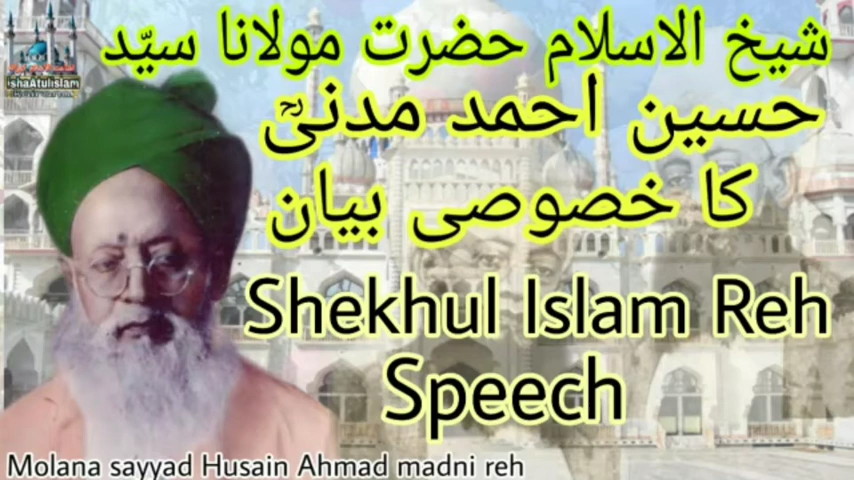 شیخ الاسلام حضرت مولانا سیّد
حسین احمد مدنیؒ
کا خصوصی بیان
Shekhul Islam Reh
Speech
Molana sayyad Husain Ahmad madni reh
ishaAtulislam